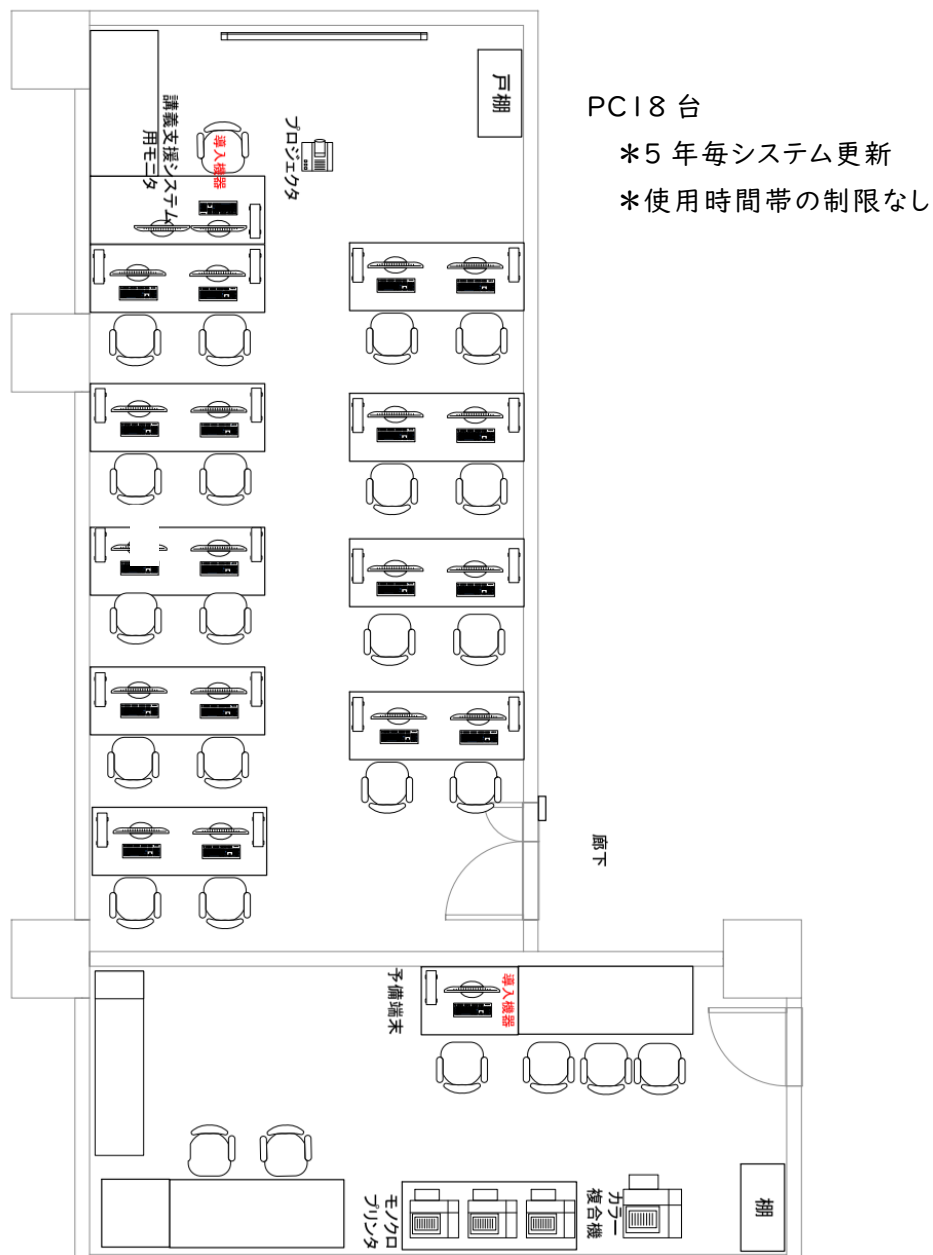 戸棚
PC18台
＊5年毎システム更新
＊使用時間帯の制限なし
講義支援システム
用モニタ
導入機器
プロジェクタ
廊下
予備端末
導入機器
モノクロ
プリンタ
カラー
複合機
棚